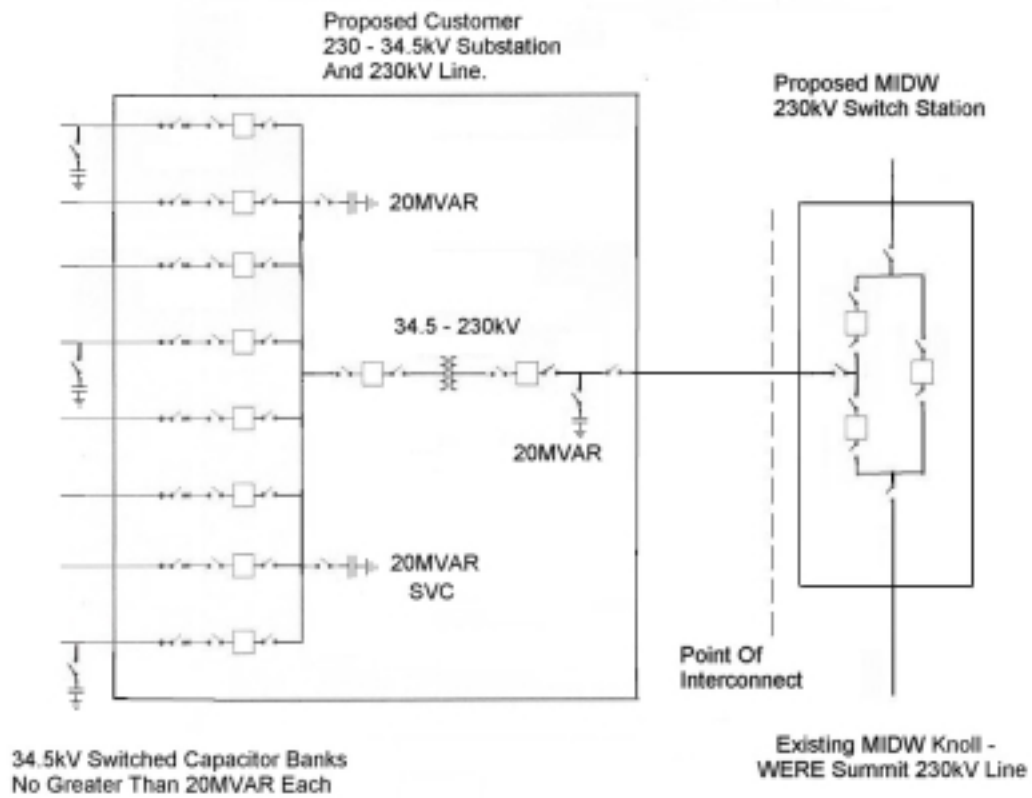 Proposed Customer
230 - 34.5kV Substation
And 230kV Line.
Proposed MIDW
230kV Switch Station
20MVAR
34.5 - 230kV
20MVAR
20MVAR
SVC
Point Of
Interconnect
34.5kV Switched Capacitor Banks
No Greater Than 20MVAR Each
Existing MIDW Knoll -
WERE Summit 230kV Line